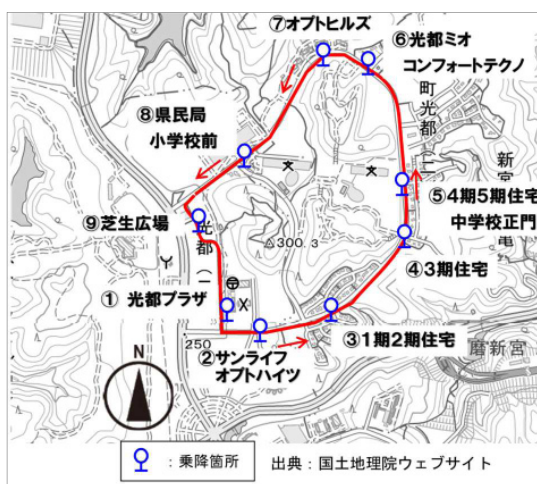 ⑦オプトヒルズ
⑥光都ミオ
コンフォートテクノ
⑧県民局
小学校前
町光都(二
新宮
⑤4期5期住宅
中学校正門
⑨芝生広場
光都(一
△300.3
④3期住宅
① 光都プラザ
③1期2期住宅
250
②サンライフ
オプトハイツ
磨新宮
N
:乗降箇所
出典:国土地理院ウェブサイト